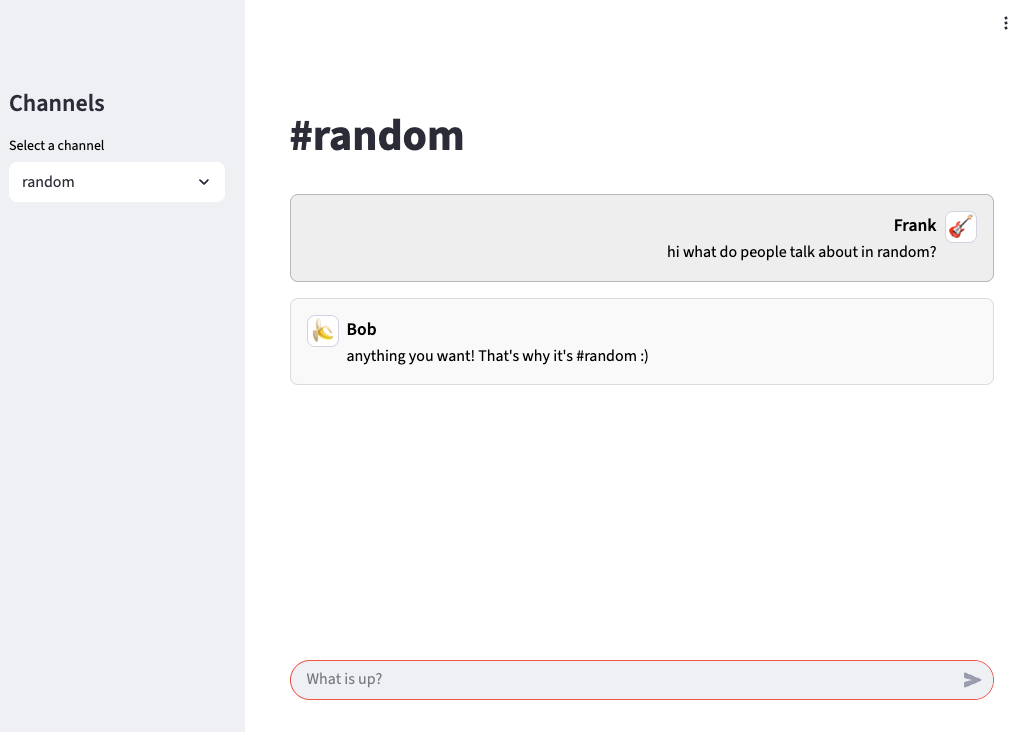 Channels
Select a channel
random
#random
Frank
hi what do people talk about in random?
Bob
anything you want! That's why it's #random :)
What is up?